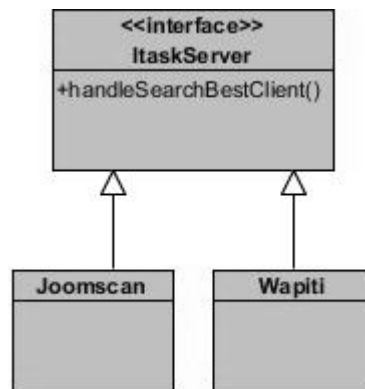 <<interface>>
ItaskServer
+handleSearchBestClient()
Joomscan
Wapiti